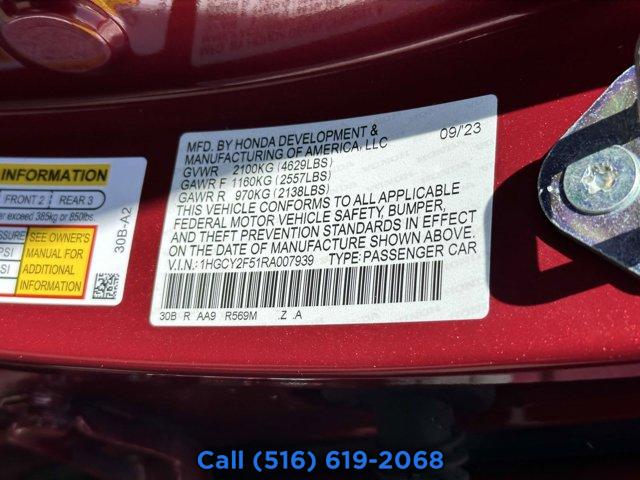 MFD. BY HONDA DEVELOPMENT &
MANUFACTURING OF AMERICA, LLC
09/'23
GVWR 2100KG (4629LBS)
GAWR F 1160KG (2557LBS)
GAWR R 970KG (2138LBS)
THIS VEHICLE CONFORMS TO ALL APPLICABLE
FEDERAL MOTOR VEHICLE SAFETY, BUMPER,
AND THEFT PREVENTION STANDARDS IN EFFECT
ON THE DATE OF MANUFACTURE SHOWN ABOVE.
V.I.N.:1HGCY2F51RA007939 TYPE:PASSENGER CAR
30B R AA9 R569M .Z .A
FRONT 2 REAR 3
er exceed 385kg or 850lbs.
SEE OWNER'S
MANUAL FOR
ADDITIONAL
INFORMATION
30B-A2
Call (516) 619-2068